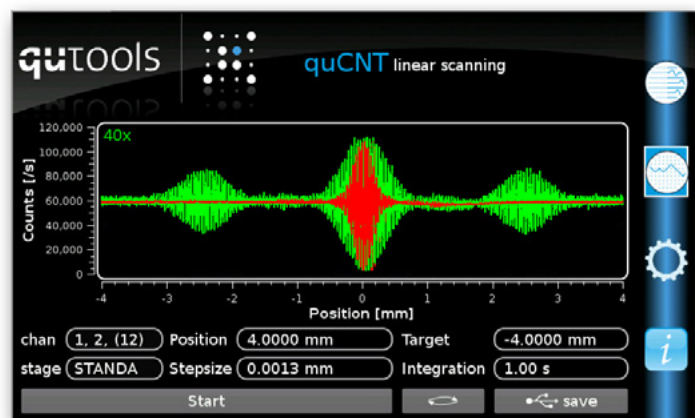 qutools
quCNT linear scanning
40x
120,000
100,000
80,000
60,000
40,000
20,000
0
Counts [/s]
-4 -3 -2 -1 0 1 2 3 4
Position [mm]
chan 1, 2, (12) Position 4.0000 mm Target -4.0000 mm
stage STANDA Stepsize 0.0013 mm Integration 1.00 s
Start save
i